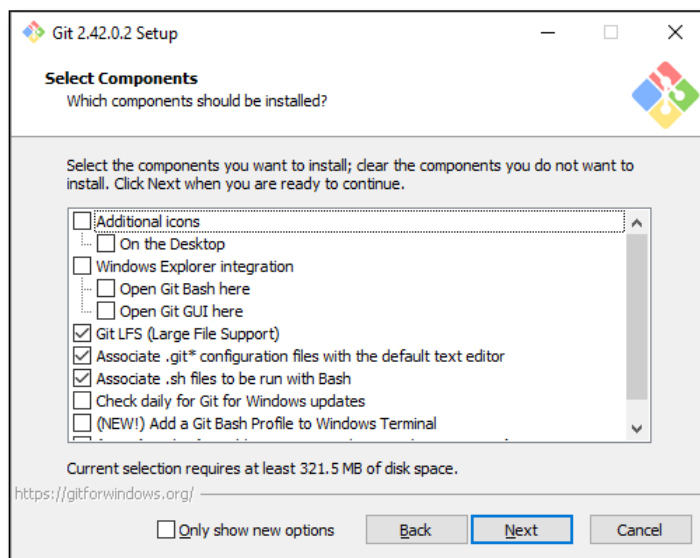 Git 2.42.0.2 Setup
Select Components
Which components should be installed?
Select the components you want to install; clear the components you do not want to
install. Click Next when you are ready to continue.
Additional icons
On the Desktop
Windows Explorer integration
Open Git Bash here
Open Git GUI here
Git LFS (Large File Support)
Associate .git* configuration files with the default text editor
Associate .sh files to be run with Bash
Check daily for Git for Windows updates
(NEW!) Add a Git Bash Profile to Windows Terminal
Current selection requires at least 321.5 MB of disk space.
https://gitforwindows.org/
Only show new options
Back
Next
Cancel